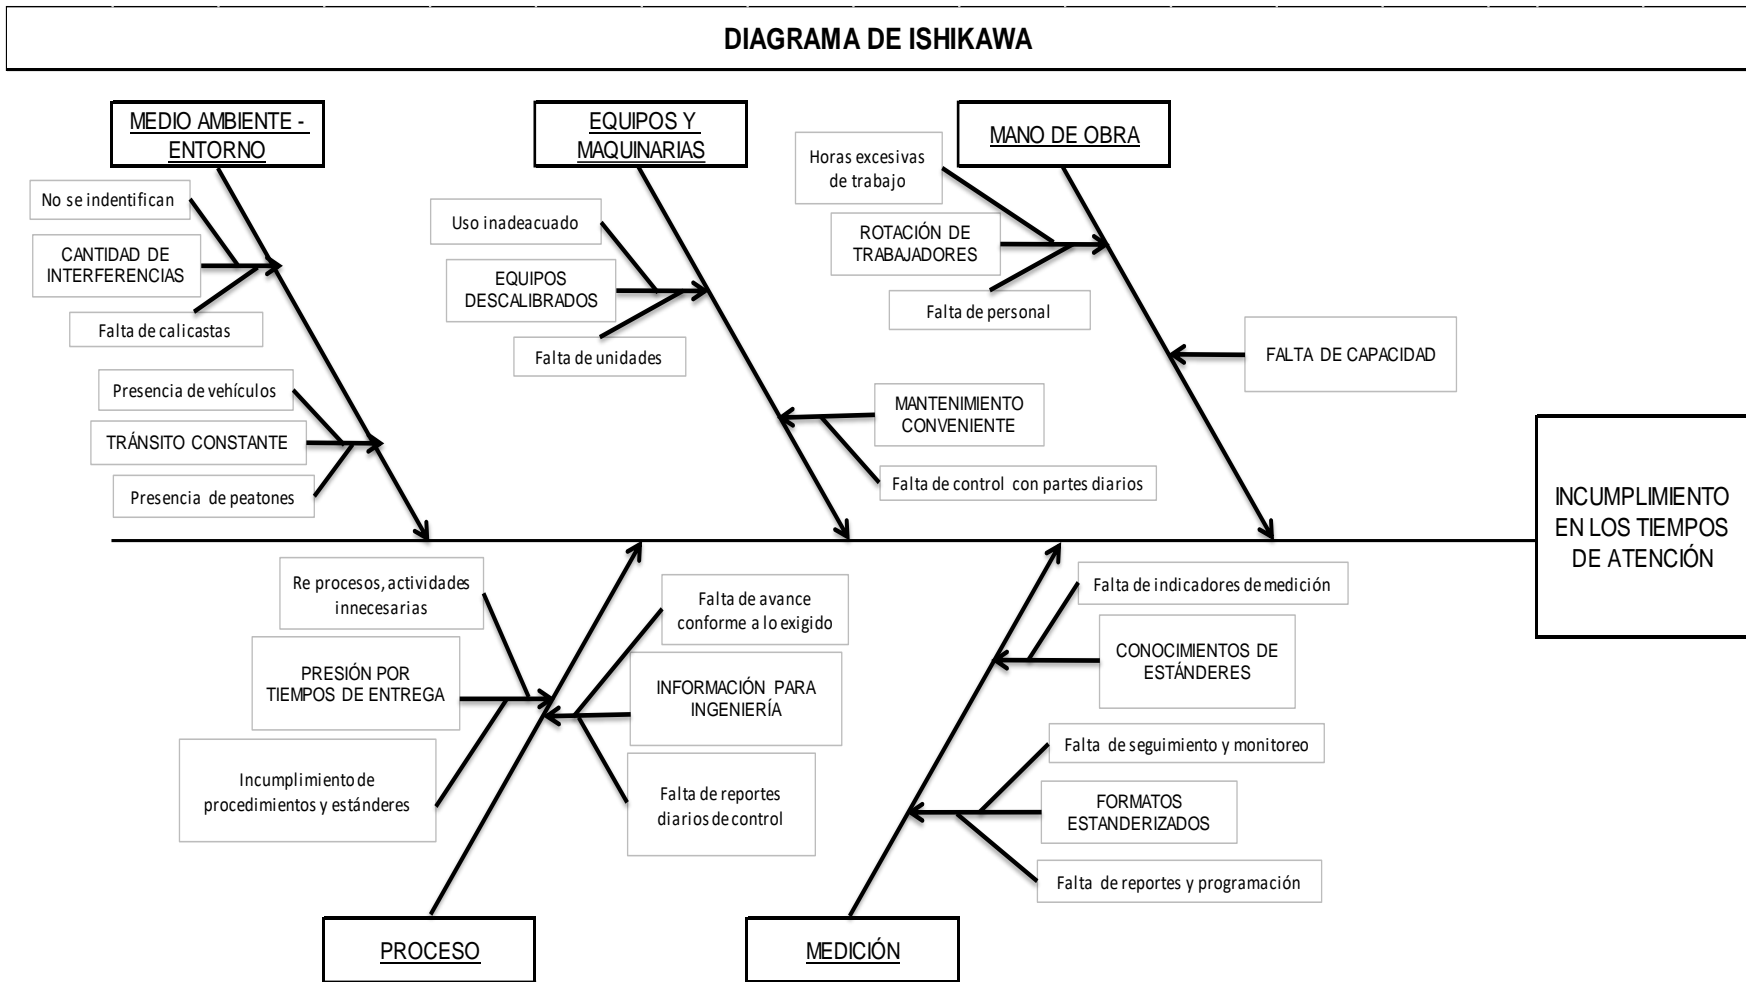 DIAGRAMA DE ISHIKAWA
MEDIO AMBIENTE -
ENTORNO
No se indentifican
CANTIDAD DE
INTERFERENCIAS
Falta de calicastas
Presencia de vehículos
TRÁNSITO CONSTANTE
Presencia de peatones
EQUIPOS Y
MAQUINARIAS
Uso inadeacuado
EQUIPOS
DESCALIBRADOS
Falta de unidades
MANTENIMIENTO
CONVENIENTE
Falta de control con partes diarios
MANO DE OBRA
Horas excesivas
de trabajo
ROTACIÓN DE
TRABAJADORES
Falta de personal
FALTA DE CAPACIDAD
INCUMPLIMIENTO
EN LOS TIEMPOS
DE ATENCIÓN
Re procesos, actividades
innecesarias
PRESIÓN POR
TIEMPOS DE ENTREGA
Incumplimiento de
procedimientos y estánderes
Falta de avance
conforme a lo exigido
INFORMACIÓN PARA
INGENIERÍA
Falta de reportes
diarios de control
PROCESO
Falta de indicadores de medición
CONOCIMIENTOS DE
ESTÁNDERES
Falta de seguimiento y monitoreo
FORMATOS
ESTANDERIZADOS
Falta de reportes y programación
MEDICIÓN